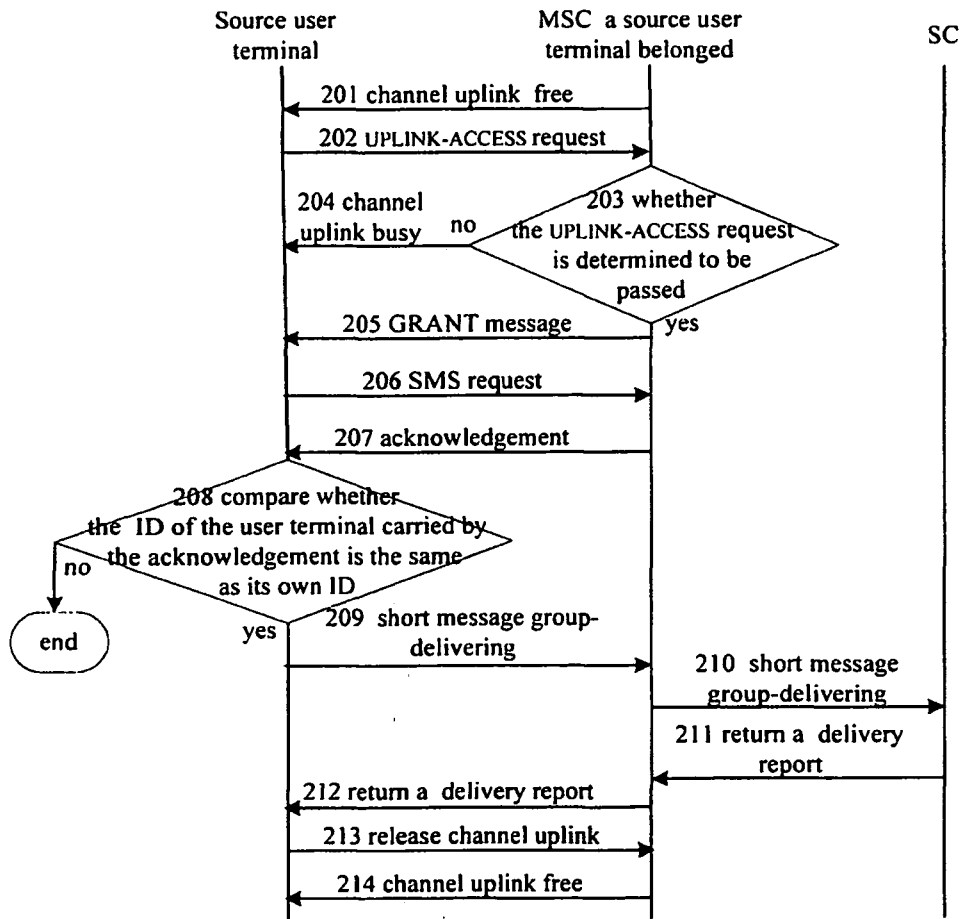 Source user
terminal
MSC a source user
terminal belonged
SC
201 channel uplink free
202 UPLINK-ACCESS request
203 whether
the UPLINK-ACCESS request
is determined to be
passed
204 channel
uplink busy
no
yes
205 GRANT message
206 SMS request
207 acknowledgement
208 compare whether
the ID of the user terminal carried by
the acknowledgement is the same
as its own ID
no
end
yes
209 short message group-
delivering
210 short message
group-delivering
211 return a delivery
report
212 return a delivery report
213 release channel uplink
214 channel uplink free